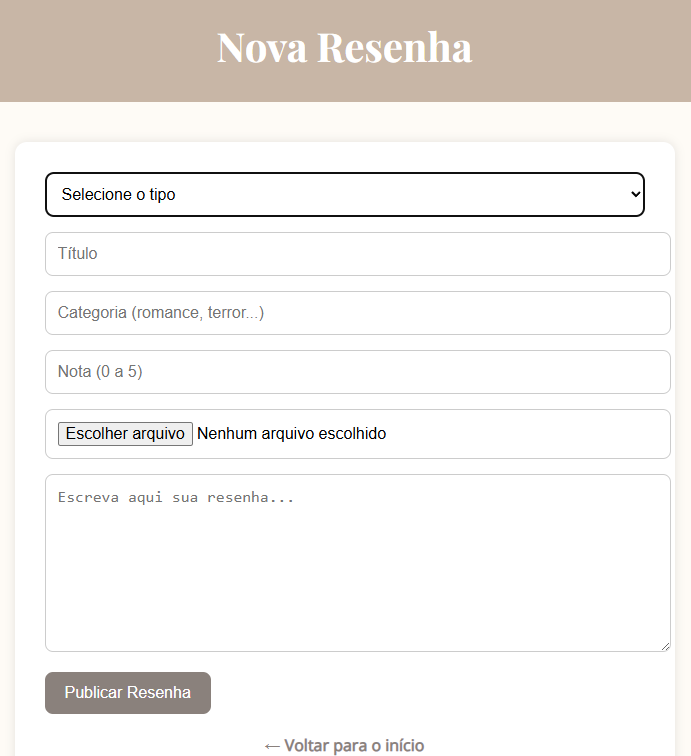 Nova Resenha
Selecione o tipo
Título
Categoria (romance, terror...)
Nota (0 a 5)
Escolher arquivo Nenhum arquivo escolhido
Escreva aqui sua resenha...
Publicar Resenha
← Voltar para o início